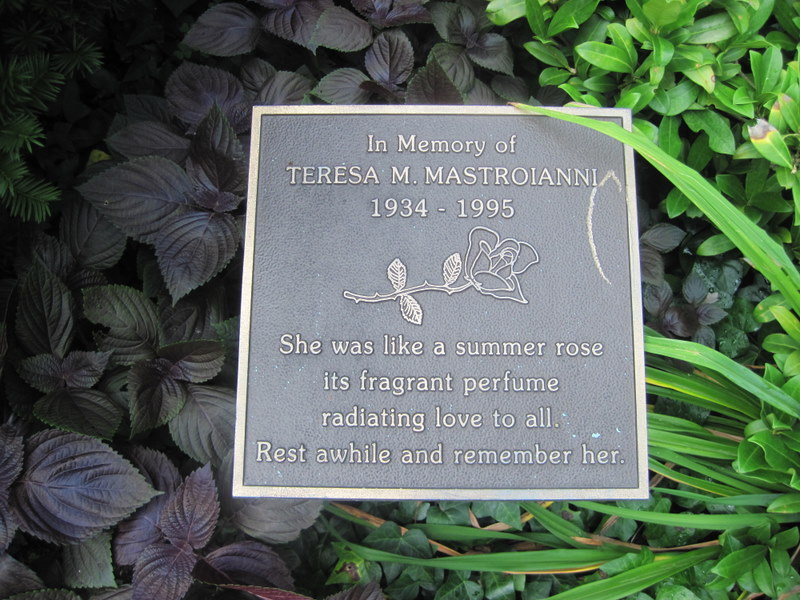 In Memory of
TERÉSA M. MASTROIANNI
1934 - 1995
She was like a summer rose
its fragrant perfume
radiating love to all.
Rest awhile and remember her.